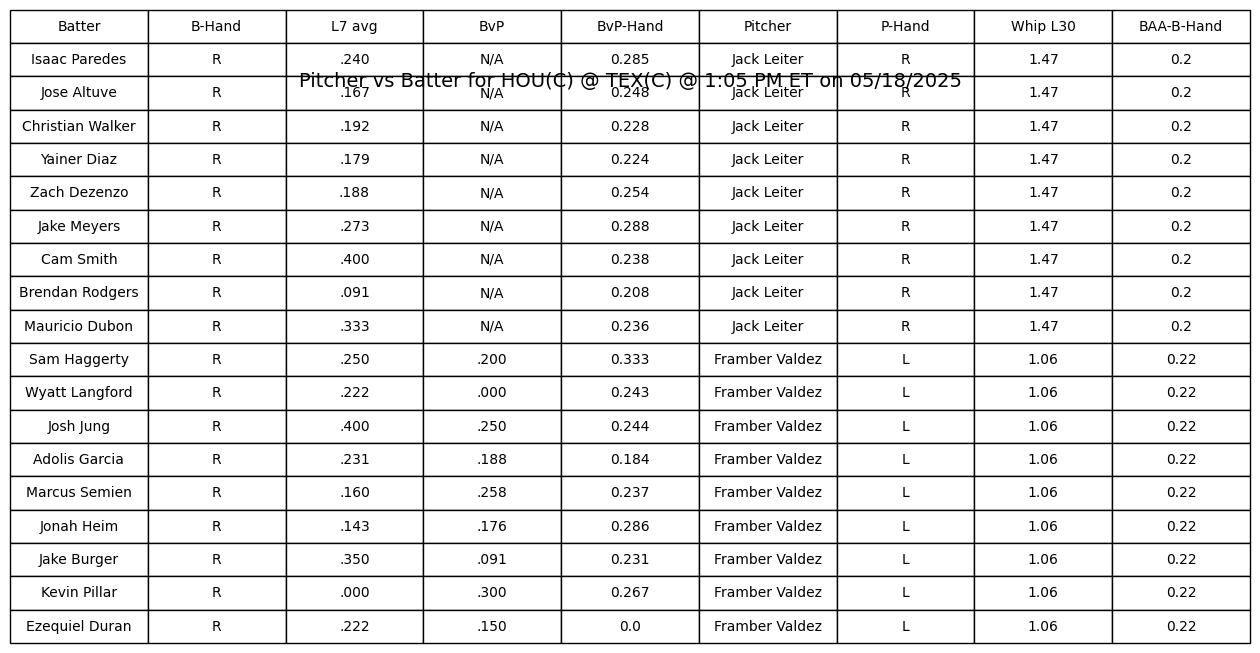 Batter B-Hand L7 avg BvP BvP-Hand Pitcher P-Hand Whip L30 BAA-B-Hand
Isaac Paredes R .240 N/A 0.285 Jack Leiter R 1.47 0.2
Pitcher vs Batter for HOU(C) @ TEX(C) @ 1:05 PM ET on 05/18/2025
Jose Altuve R .167 N/A 0.248 Jack Leiter R 1.47 0.2
Christian Walker R .192 N/A 0.228 Jack Leiter R 1.47 0.2
Yainer Diaz R .179 N/A 0.224 Jack Leiter R 1.47 0.2
Zach Dezenzo R .188 N/A 0.254 Jack Leiter R 1.47 0.2
Jake Meyers R .273 N/A 0.288 Jack Leiter R 1.47 0.2
Cam Smith R .400 N/A 0.238 Jack Leiter R 1.47 0.2
Brendan Rodgers R .091 N/A 0.208 Jack Leiter R 1.47 0.2
Mauricio Dubon R .333 N/A 0.236 Jack Leiter R 1.47 0.2
Sam Haggerty R .250 .200 0.333 Framber Valdez L 1.06 0.22
Wyatt Langford R .222 .000 0.243 Framber Valdez L 1.06 0.22
Josh Jung R .400 .250 0.244 Framber Valdez L 1.06 0.22
Adolis Garcia R .231 .188 0.184 Framber Valdez L 1.06 0.22
Marcus Semien R .160 .258 0.237 Framber Valdez L 1.06 0.22
Jonah Heim R .143 .176 0.286 Framber Valdez L 1.06 0.22
Jake Burger R .350 .091 0.231 Framber Valdez L 1.06 0.22
Kevin Pillar R .000 .300 0.267 Framber Valdez L 1.06 0.22
Ezequiel Duran R .222 .150 0.0 Framber Valdez L 1.06 0.22